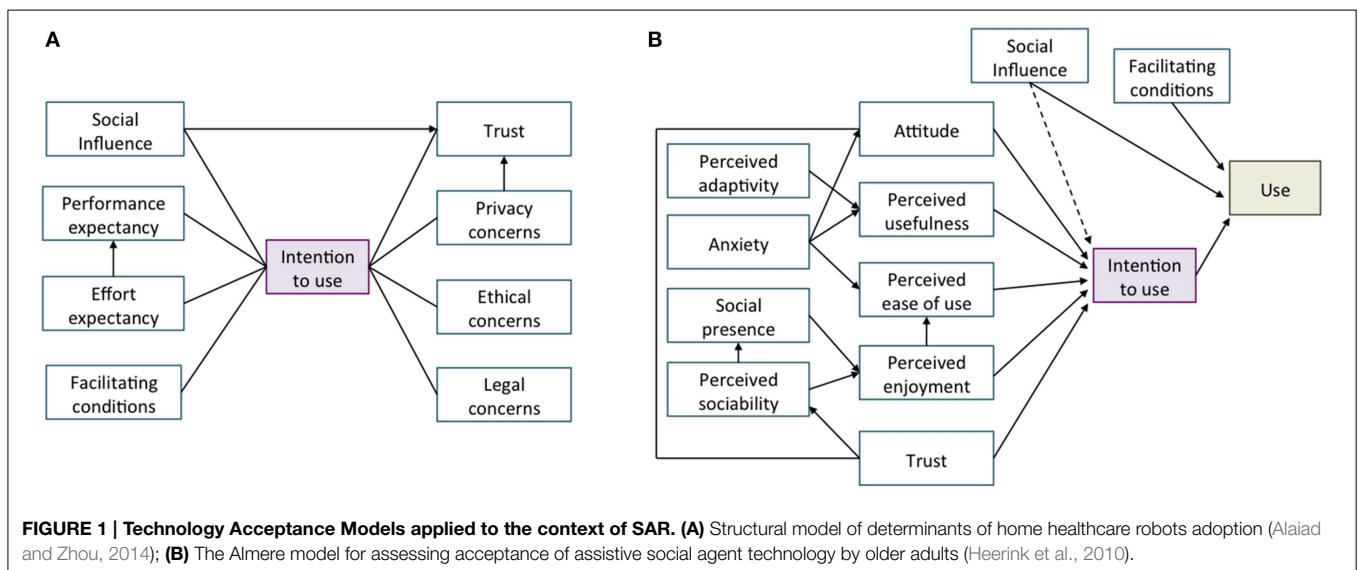 A
Social
Influence
Trust
Performance
expectancy
Privacy
concerns
Intention
to use
Effort
expectancy
Ethical
concerns
Facilitating
conditions
Legal
concerns
B
Social
Influence
Facilitating
conditions
Attitude
Perceived
adaptivity
Perceived
usefulness
Use
Anxiety
Intention
to use
Perceived
ease of use
Social
presence
Perceived
enjoyment
Perceived
sociability
Trust
FIGURE 1 | Technology Acceptance Models applied to the context of SAR. (A) Structural model of determinants of home healthcare robots adoption (Alaiad
and Zhou, 2014); (B) The Almere model for assessing acceptance of assistive social agent technology by older adults (Heerink et al., 2010).